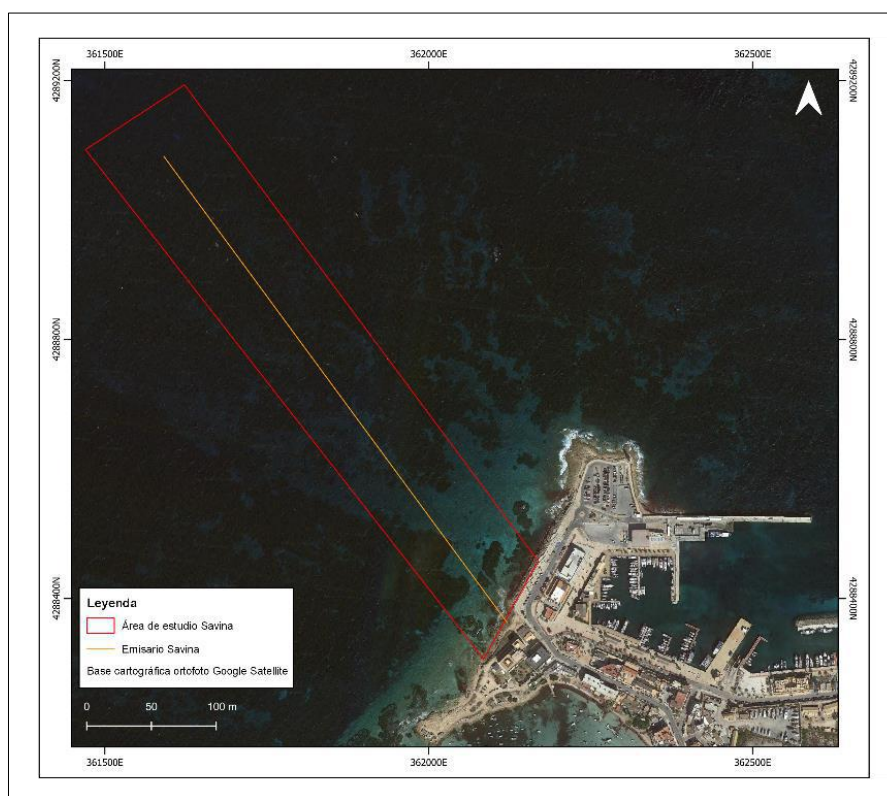 361500E
362000E
362500E
4289200N
4289200N
4288800N
4288800N
4288400N
4288400N
Leyenda
Área de estudio Savina
Emisario Savina
Base cartográfica ortofoto Google Satellite
0
50
100 m
361500E
362000E
362500E